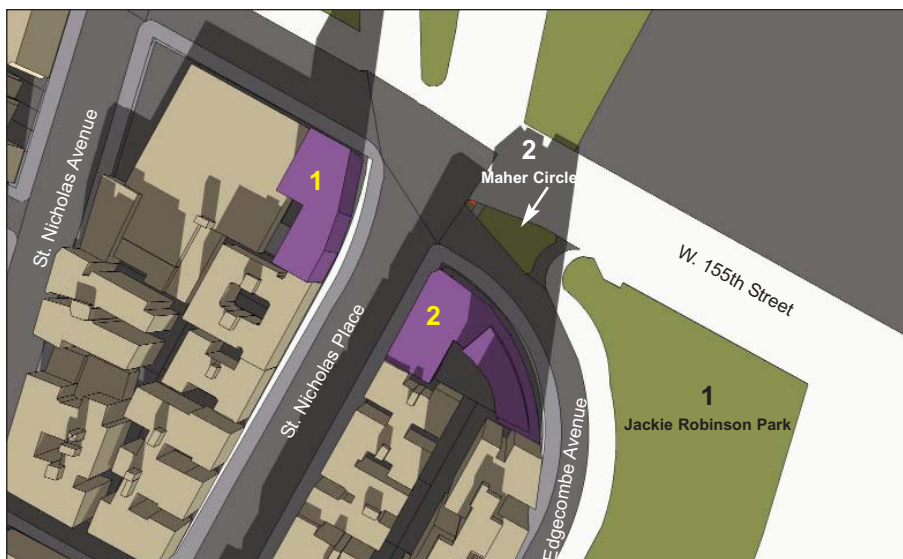 St. Nicholas Avenue
1
2
Maher Circle
W. 155th Street
St. Nicholas Place
2
1
Jackie Robinson Park
Edgecombe Avenue